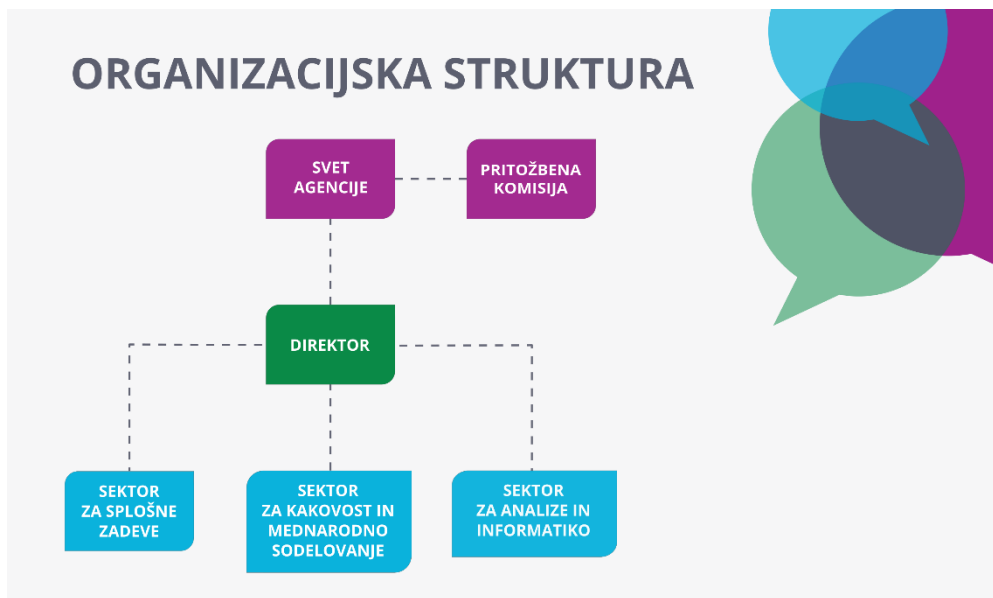 ORGANIZACIJSKA STRUKTURA
SVET
AGENCIJE
PRITOŽBENA
KOMISIJA
DIREKTOR
SEKTOR
ZA SPLOŠNE
ZADEVE
SEKTOR
ZA KAKOVOST IN
MEDNARODNO
SODELOVANJE
SEKTOR
ZA ANALIZE IN
INFORMATIKO